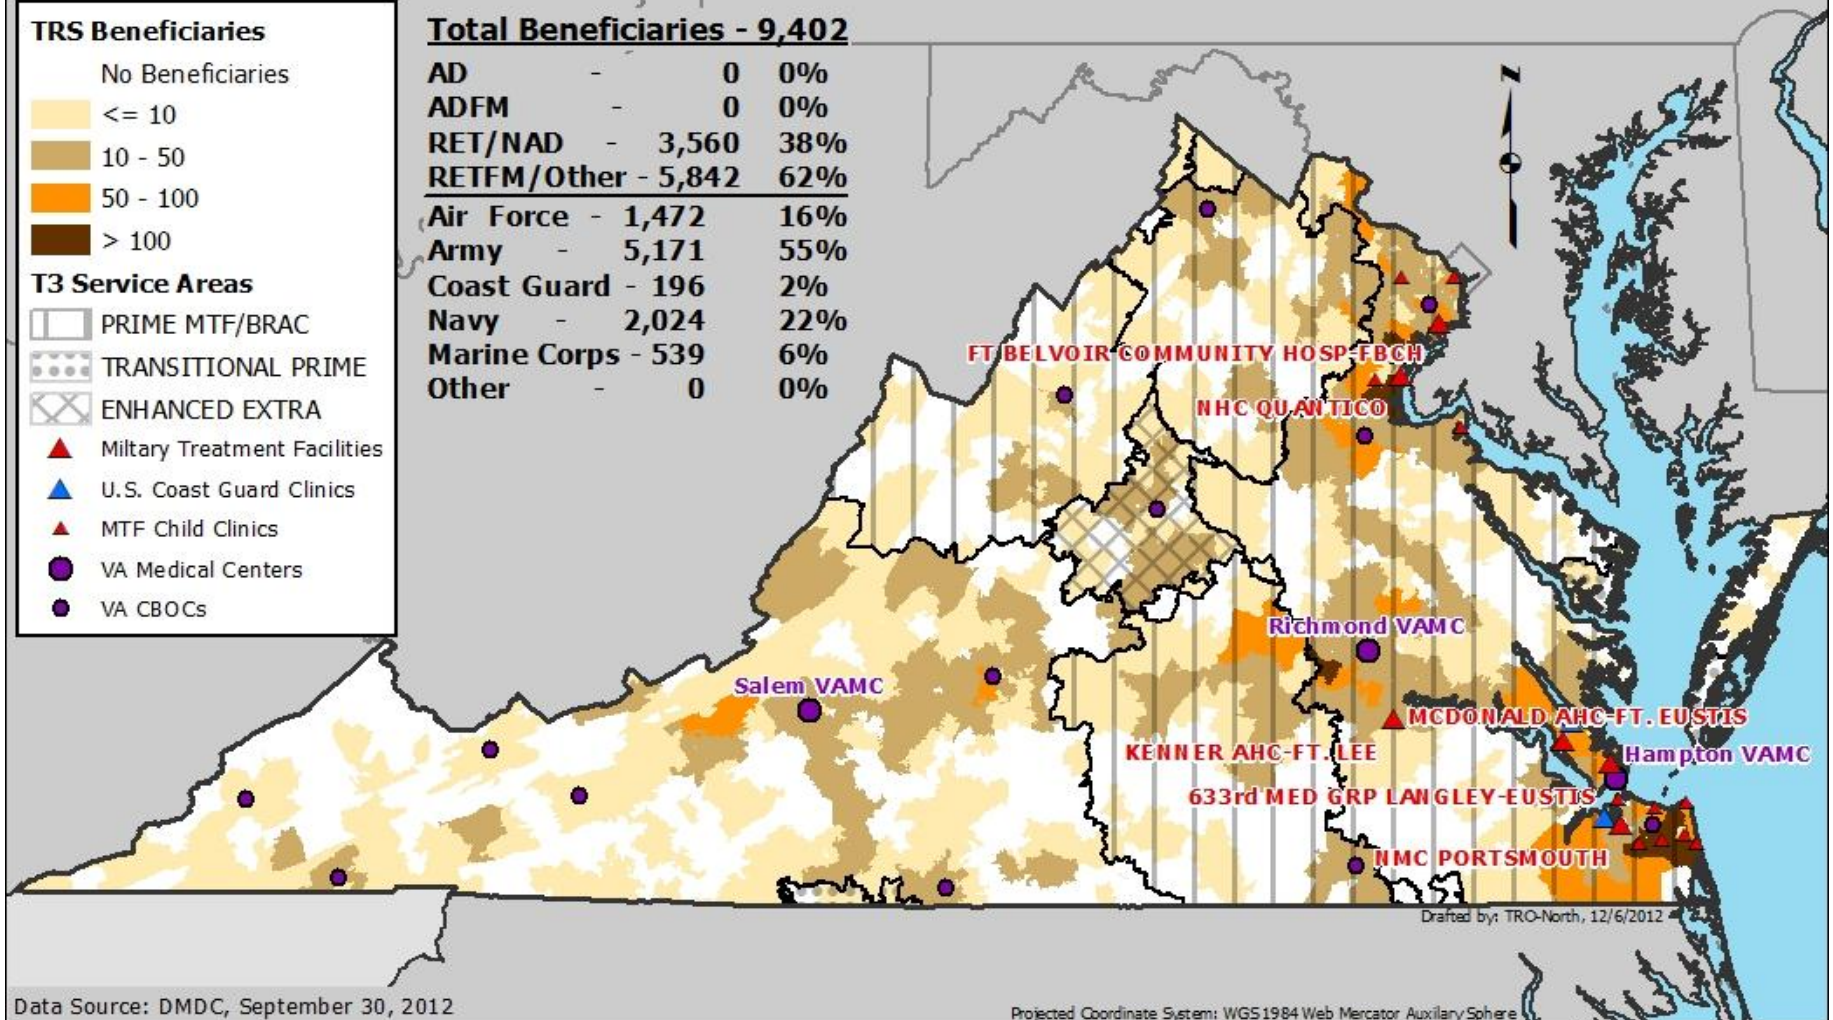 TRS Beneficiaries
No Beneficiaries
<= 10
10 - 50
50 - 100
> 100
T3 Service Areas
PRIME MTF/BRAC
TRANSITIONAL PRIME
ENHANCED EXTRA
Miltary Treatment Facilities
U.S. Coast Guard Clinics
MTF Child Clinics
VA Medical Centers
VA CBOCs
Total Beneficiaries - 9,402
AD - 0 0%
ADFM - 0 0%
RET/NAD - 3,560 38%
RETFM/Other - 5,842 62%
Air Force - 1,472 16%
Army - 5,171 55%
Coast Guard - 196 2%
Navy - 2,024 22%
Marine Corps - 539 6%
Other - 0 0%
N
FT BELVOIR COMMUNITY HOSP-FBCH
NHC QUANTICO
Richmond VAMC
Salem VAMC
MCDONALD AHC-FT. EUSTIS
KENNER AHC-FT. LEE
Hampton VAMC
633rd MED GRP LANGLEY-EUSTIS
NMC PORTSMOUTH
Drafted by: TRO-North, 12/6/2012
Data Source: DMDC, September 30, 2012
Projected Coordinate System: WGS 1984 Web Mercator Auxilary Sphere